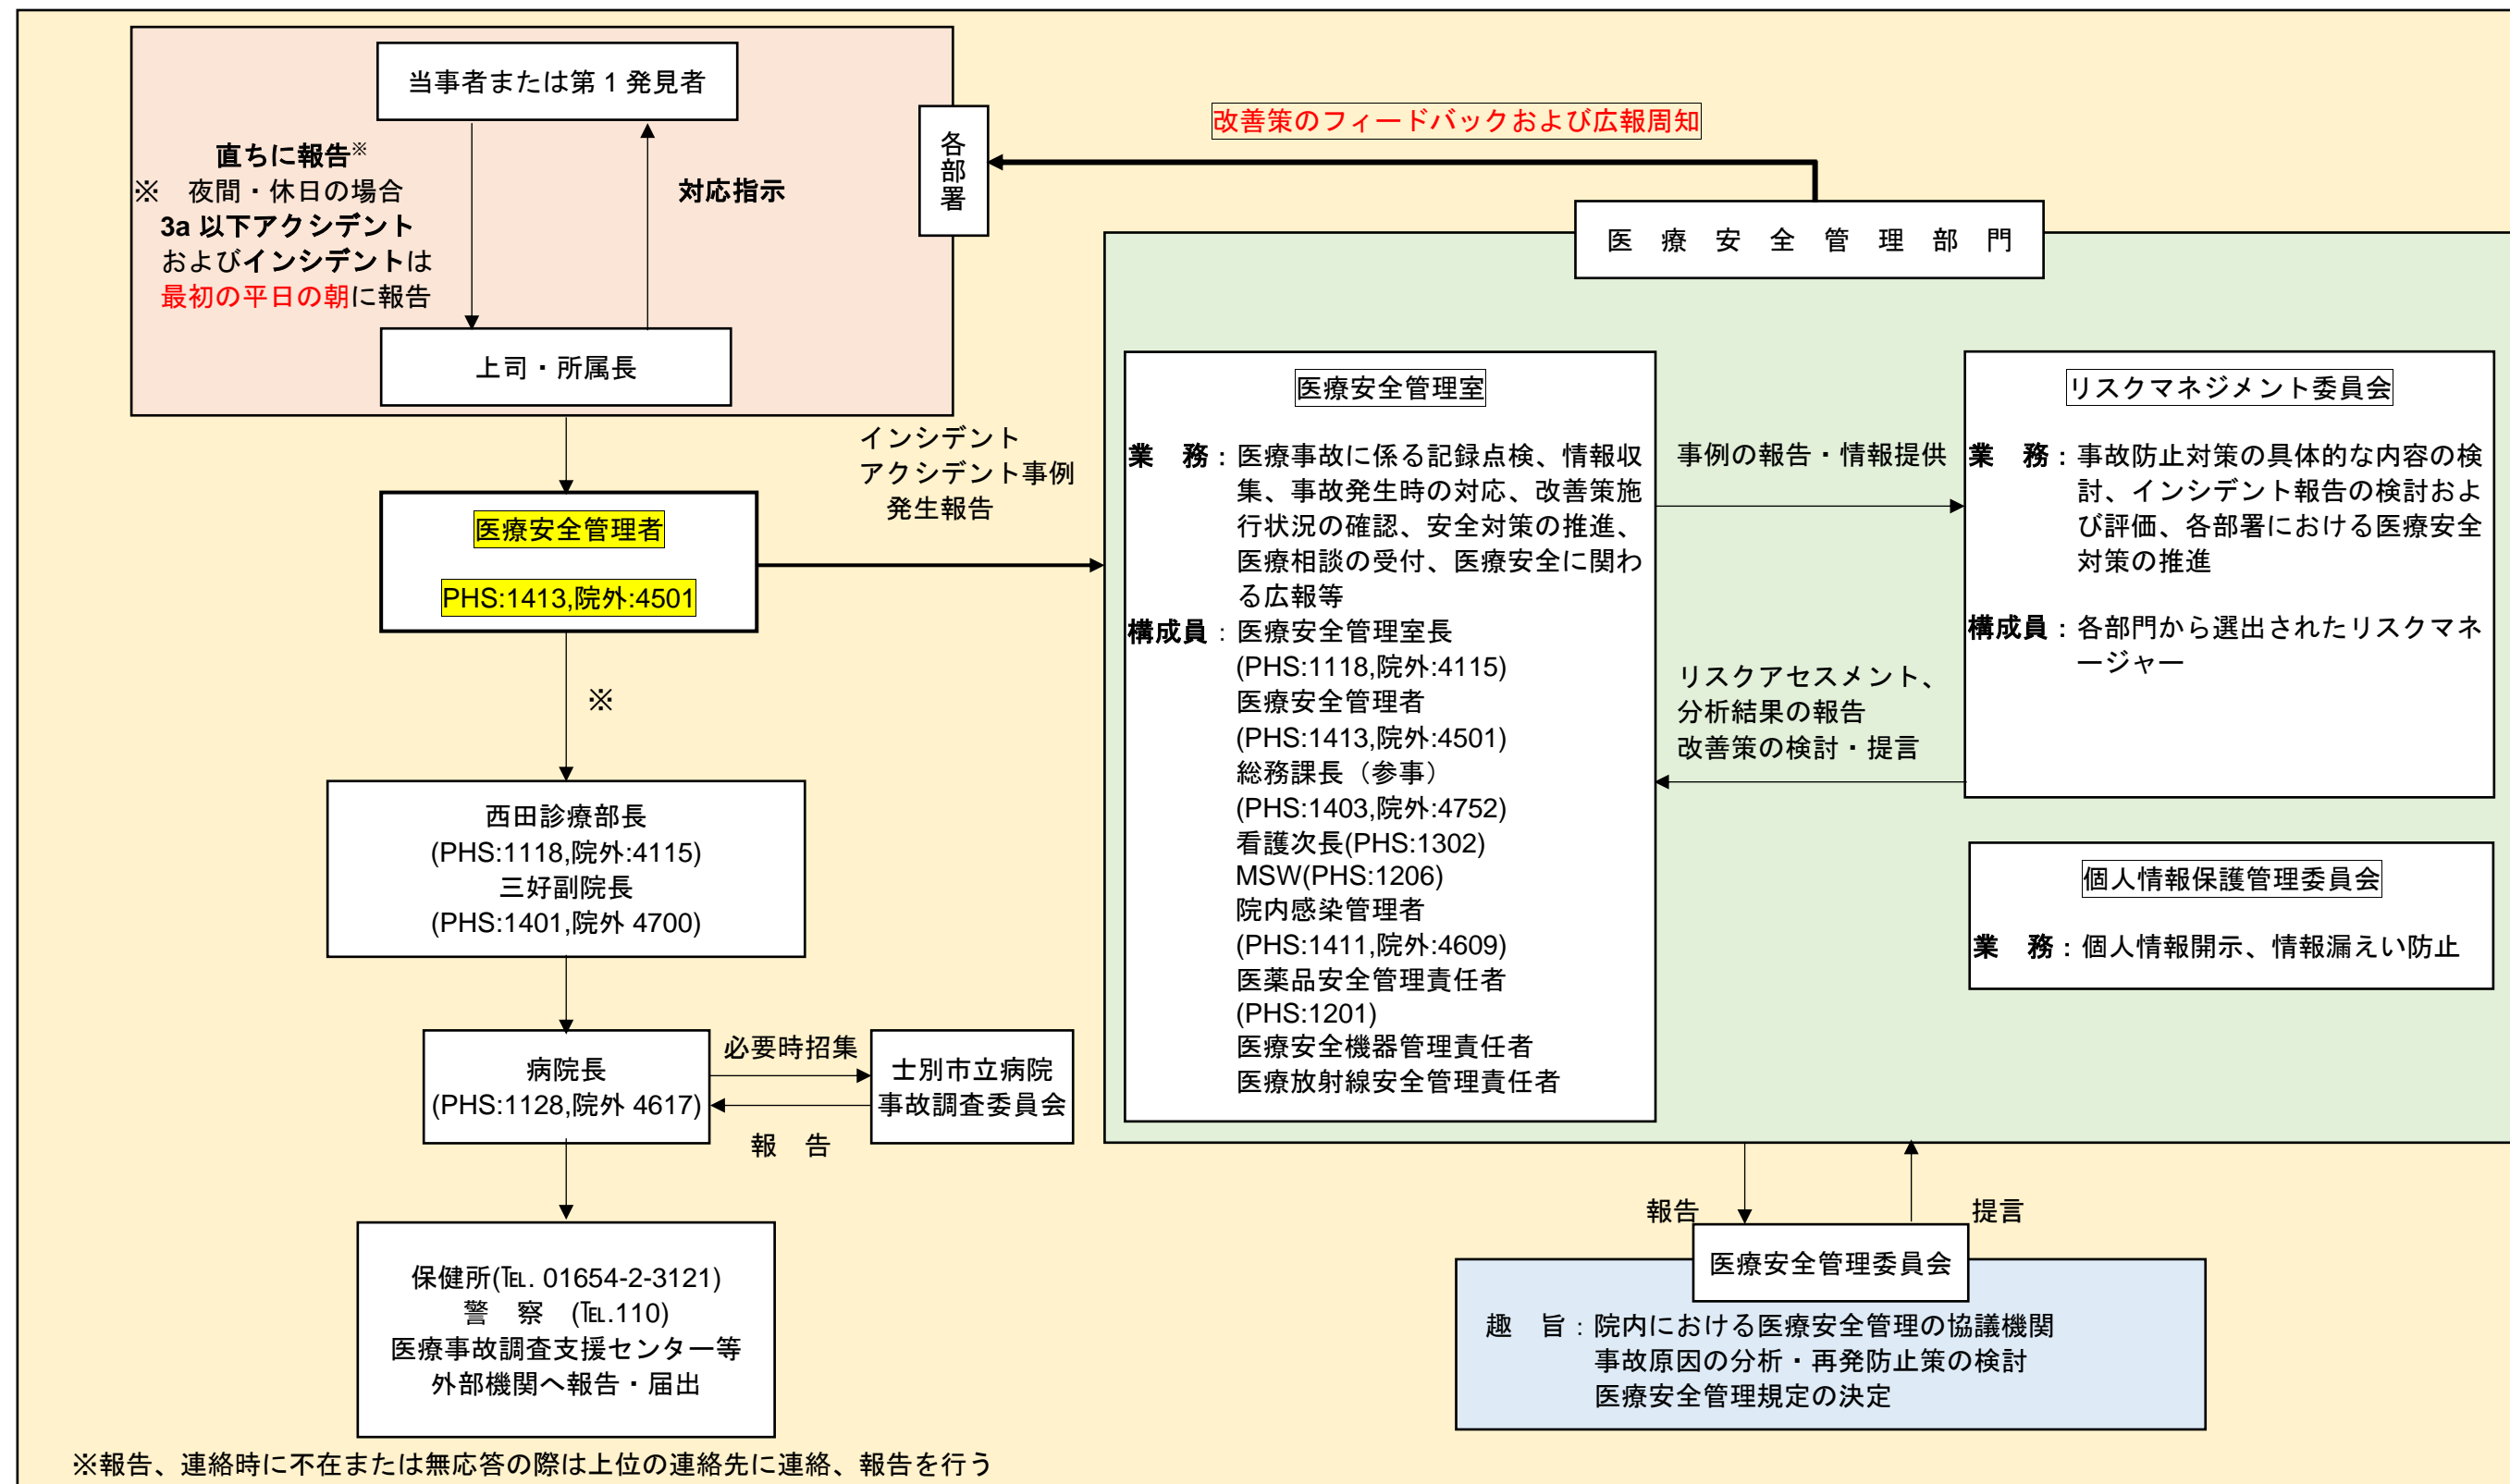 当事者または第1発見者
直ちに報告※
※　夜間・休日の場合
3a 以下アクシデント
およびインシデントは
最初の平日の朝に報告
対応指示
上司・所属長
各部署
改善策のフィードバックおよび広報周知
インシデント
アクシデント事例
発生報告
医療安全管理者
PHS:1413,院外:4501
※
西田診療部長
(PHS:1118,院外:4115)
三好副院長
(PHS:1401,院外 4700)
病院長
(PHS:1128,院外 4617)
必要時招集
報　告
士別市立病院
事故調査委員会
保健所(℡. 01654-2-3121)
警　察　(℡.110)
医療事故調査支援センター等
外部機関へ報告・届出
※報告、連絡時に不在または無応答の際は上位の連絡先に連絡、報告を行う
医　療　安　全　管　理　部　門
医療安全管理室
業　務：医療事故に係る記録点検、情報収
集、事故発生時の対応、改善策施
行状況の確認、安全対策の推進、
医療相談の受付、医療安全に関わ
る広報等
構成員：医療安全管理室長
(PHS:1118,院外:4115)
医療安全管理者
(PHS:1413,院外:4501)
総務課長（参事）
(PHS:1403,院外:4752)
看護次長(PHS:1302)
MSW(PHS:1206)
院内感染管理者
(PHS:1411,院外:4609)
医薬品安全管理責任者
(PHS:1201)
医療安全機器管理責任者
医療放射線安全管理責任者
事例の報告・情報提供
リスクアセスメント、
分析結果の報告
改善策の検討・提言
リスクマネジメント委員会
業　務：事故防止対策の具体的な内容の検
討、インシデント報告の検討およ
び評価、各部署における医療安全
対策の推進
構成員：各部門から選出されたリスクマネ
ージャー
個人情報保護管理委員会
業　務：個人情報開示、情報漏えい防止
報告
提言
医療安全管理委員会
趣　旨：院内における医療安全管理の協議機関
事故原因の分析・再発防止策の検討
医療安全管理規定の決定